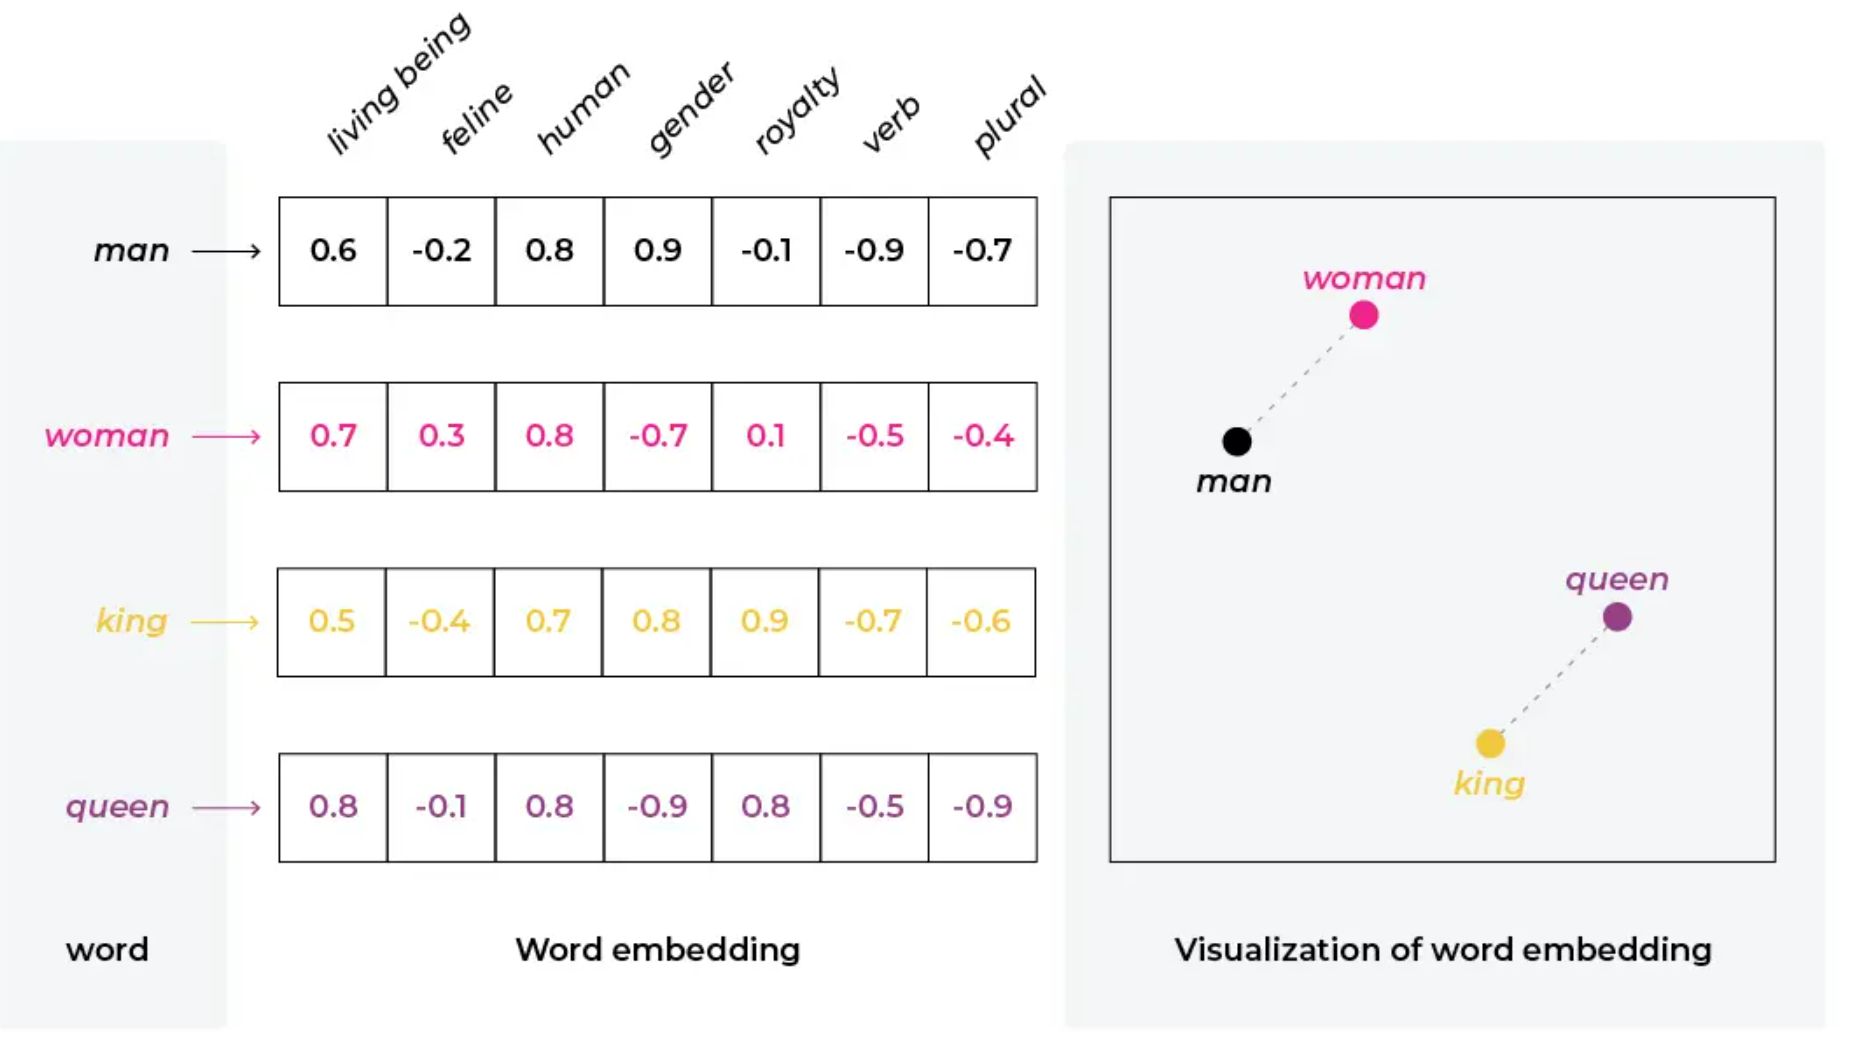 living being feline human gender royalty verb plural
man 0.6 -0.2 0.8 0.9 -0.1 -0.9 -0.7
woman 0.7 0.3 0.8 -0.7 0.1 -0.5 -0.4
king 0.5 -0.4 0.7 0.8 0.9 -0.7 -0.6
queen 0.8 -0.1 0.8 -0.9 0.8 -0.5 -0.9
word
Word embedding
woman
man
queen
king
Visualization of word embedding